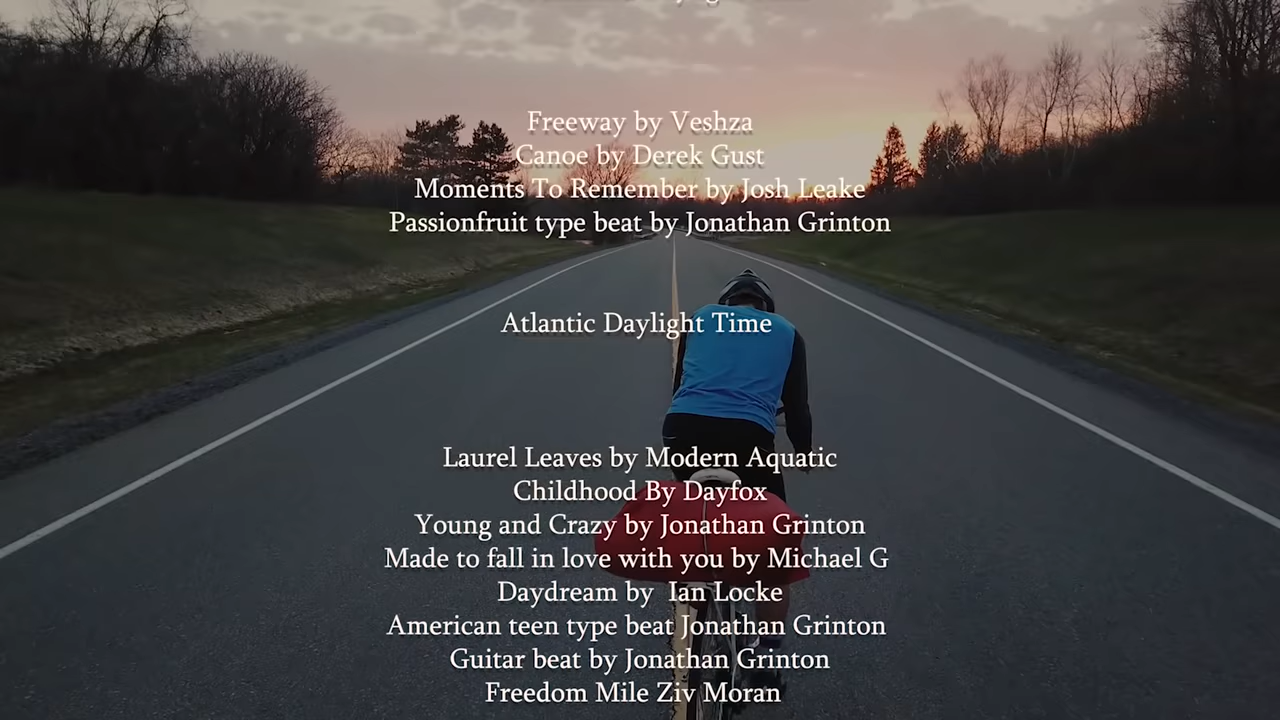 Freeway by Veshza
Canoe by Derek Gust
Moments To Remember by Josh Leake
Passionfruit type beat by Jonathan Grinton
Atlantic Daylight Time
Laurel Leaves by Modern Aquatic
Childhood By Dayfox
Young and Crazy by Jonathan Grinton
Made to fall in love with you by Michael G
Daydream by  Ian Locke
American teen type beat Jonathan Grinton
Guitar beat by Jonathan Grinton
Freedom Mile Ziv Moran